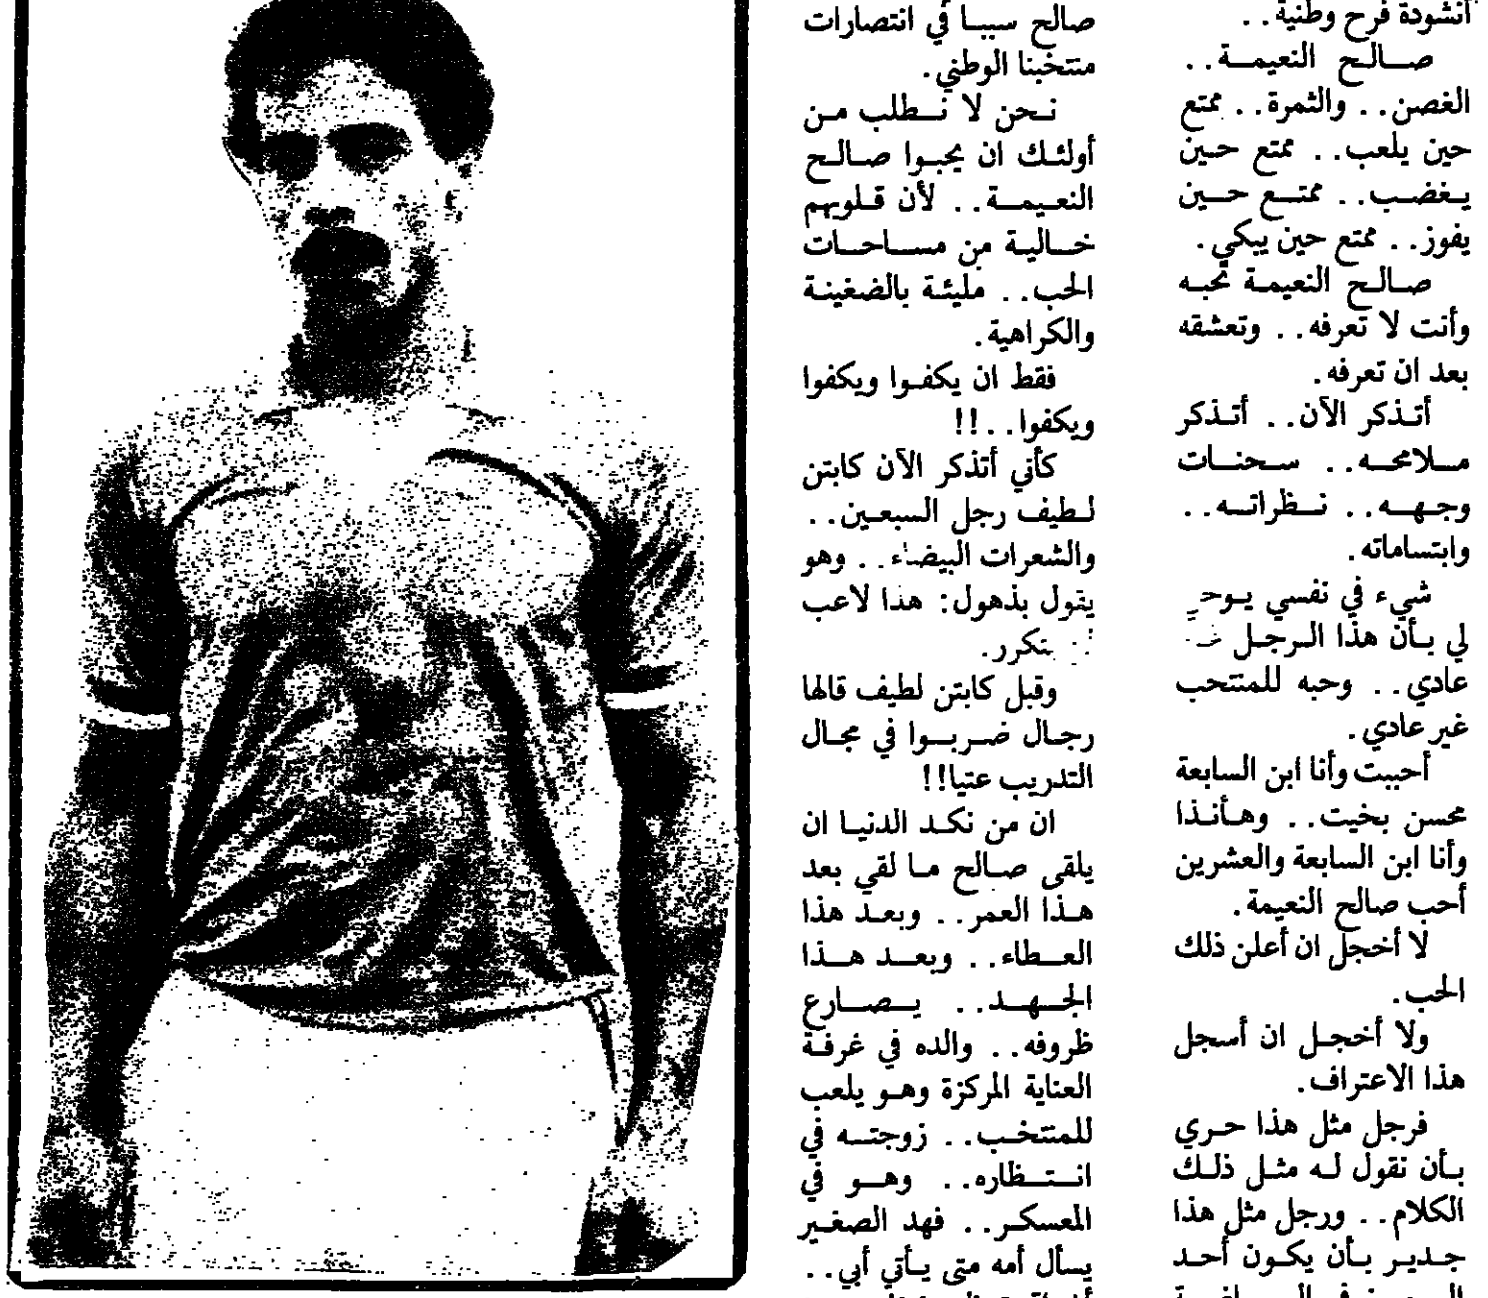 أنشودة فرح وطنية..
صالح النعيمة..
الغصن.. والثمرة.. ممتع
حين يلعب.. ممتع حين
يغضب.. ممتع حين
يفوز.. ممتع حين يبكي.
صالح النعيمة تحبه
وأنت لا تعرفه.. وتعشقه
بعد ان تعرفه.
أتذكر الآن.. أتذكر
ملامحه.. سحنات
وجهه.. نظراته..
وابتساماته.
شيء في نفسي يوحي
لي بأن هذا الرجل
عادي.. وحبه للمنتحب
غير عادي.
أحببت وأنا ابن السابعة
محسن بخيت.. وهأنذا
وأنا ابن السابعة والعشرين
أحب صالح النعيمة.
لا أخجل ان أعلن ذلك
الحب.
ولا أخجل ان أسجل
هذا الاعتراف.
فرجل مثل هذا حري
بأن نقول له مثل ذلك
الكلام.. ورجل مثل هذا
جدير بأن يكون أحد
صالح سببا في انتصارات
منتخبنا الوطني.
نحن لا نطلب من
أولئك ان يحبوا صالح
النعيمة.. لأن قلوبهم
خالية من مساحات
الحب.. مليئة بالضغينة
والكراهية.
فقط ان يكفوا ويكفوا
ويكفوا..!!
كأني أتذكر الآن كابتن
لطيف رجل السبعين..
والشعرات البيضاء.. وهو
يقول بذهول: هذا لاعب
يتكرر.
وقبل كابتن لطيف قالها
رجال ضربوا في مجال
التدريب عتيا!!
ان من نكد الدنيا ان
يلقى صالح ما لقي بعد
هذا العمر.. وبعد هذا
العطاء.. وبعد هذا
الجهد.. يصارع
ظروفه.. والده في غرفة
العناية المركزة وهو يلعب
للمنتخب.. زوجته في
انتظاره.. وهو في
المعسكر.. فهد الصغير
يسأل أمه متى يأتي أبي..